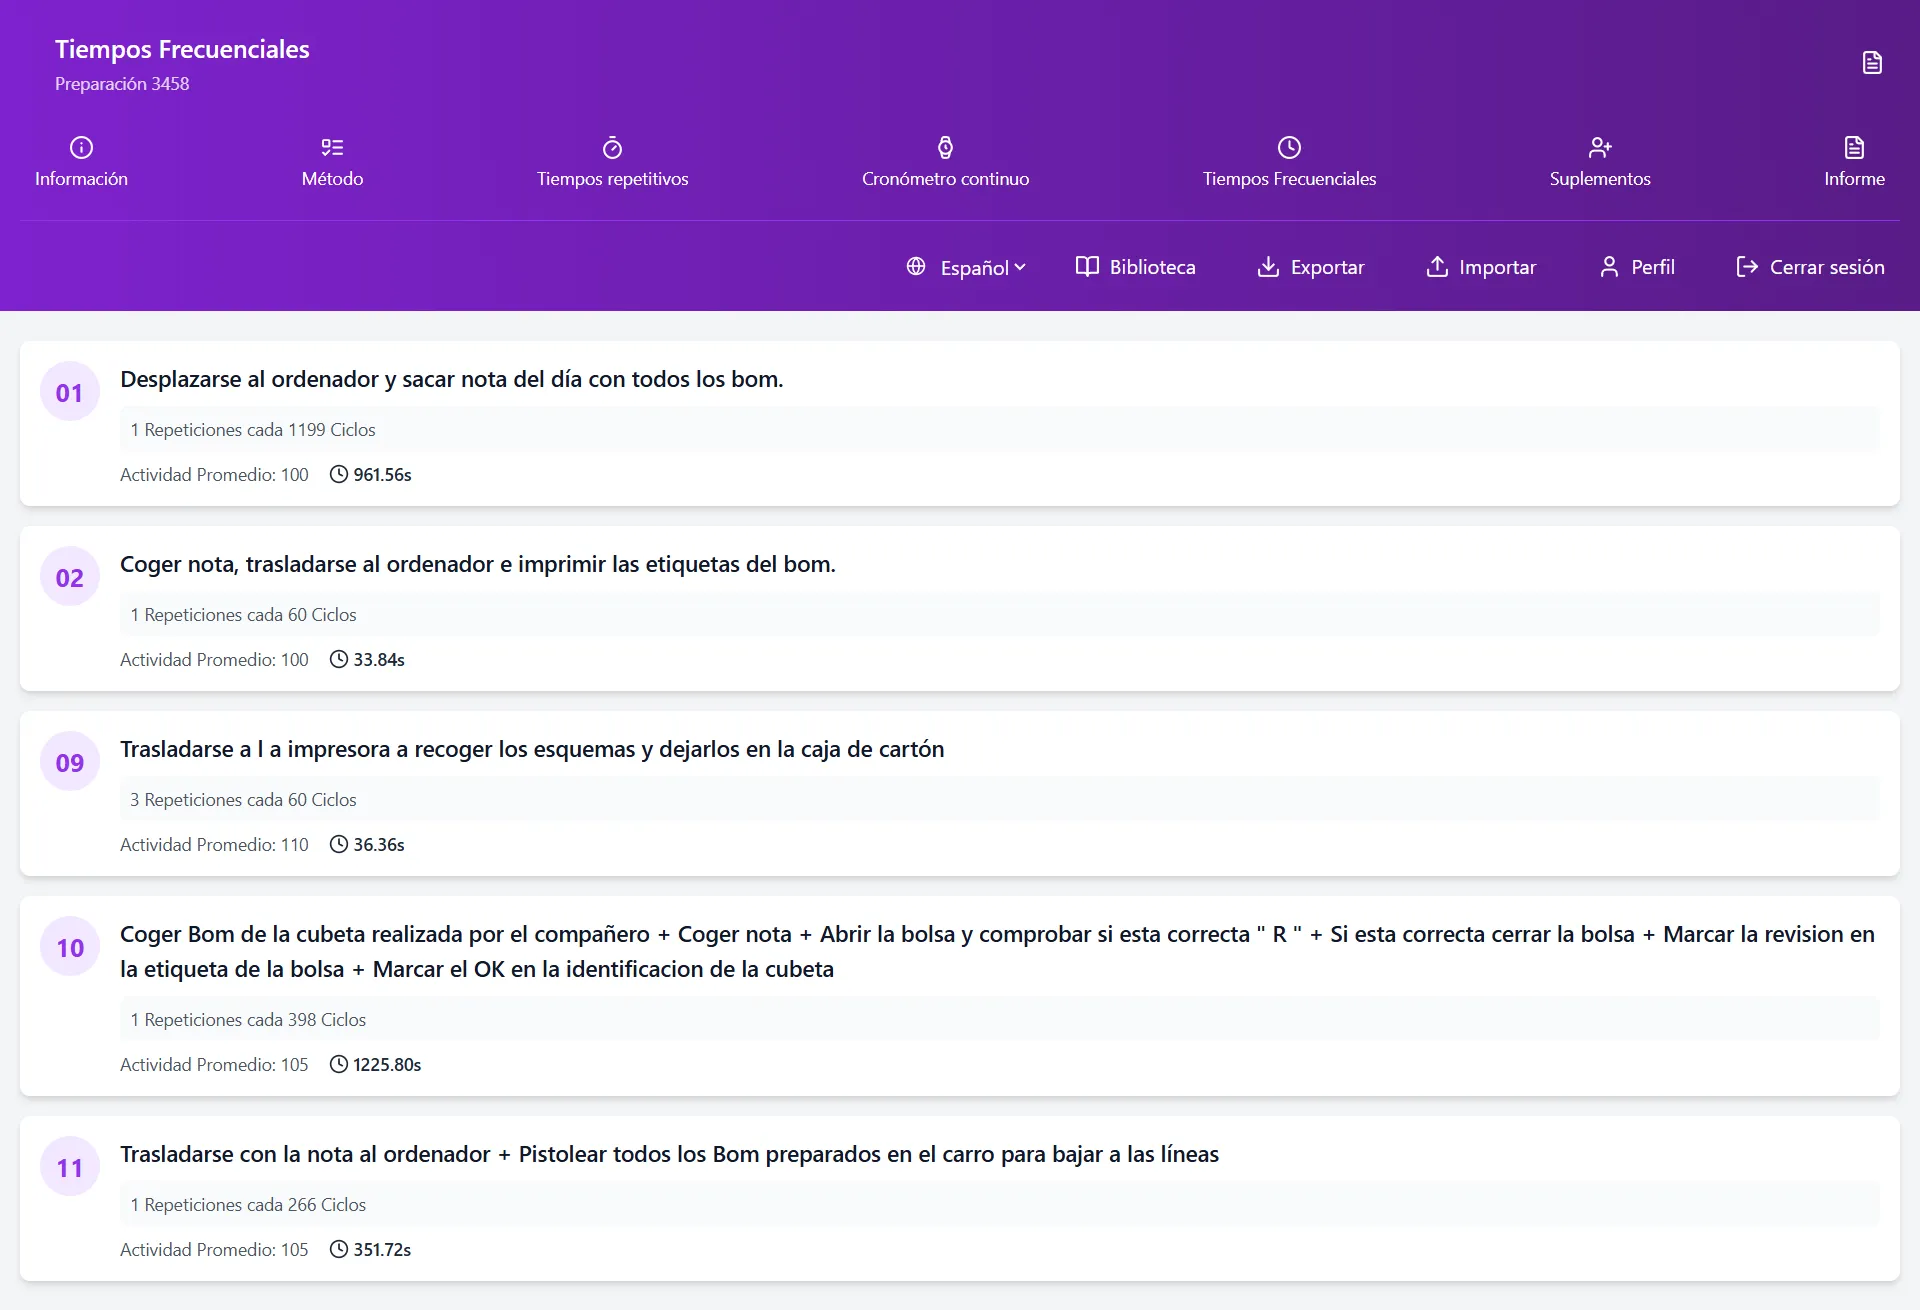 Tiempos Frecuenciales
Preparación 3458
Información
Método
Tiempos repetitivos
Cronómetro continuo
Tiempos Frecuenciales
Suplementos
Informe
Español
Biblioteca
Exportar
Importar
Perfil
Cerrar sesión
01
Desplazarse al ordenador y sacar nota del día con todos los bom.
1 Repeticiones cada 1199 Ciclos
Actividad Promedio: 100 961.56s
02
Coger nota, trasladarse al ordenador e imprimir las etiquetas del bom.
1 Repeticiones cada 60 Ciclos
Actividad Promedio: 100 33.84s
09
Trasladarse a l a impresora a recoger los esquemas y dejarlos en la caja de cartón
3 Repeticiones cada 60 Ciclos
Actividad Promedio: 110 36.36s
10
Coger Bom de la cubeta realizada por el compañero + Coger nota + Abrir la bolsa y comprobar si esta correcta " R " + Si esta correcta cerrar la bolsa + Marcar la revision en
la etiqueta de la bolsa + Marcar el OK en la identificacion de la cubeta
1 Repeticiones cada 398 Ciclos
Actividad Promedio: 105 1225.80s
11
Trasladarse con la nota al ordenador + Pistolear todos los Bom preparados en el carro para bajar a las líneas
1 Repeticiones cada 266 Ciclos
Actividad Promedio: 105 351.72s